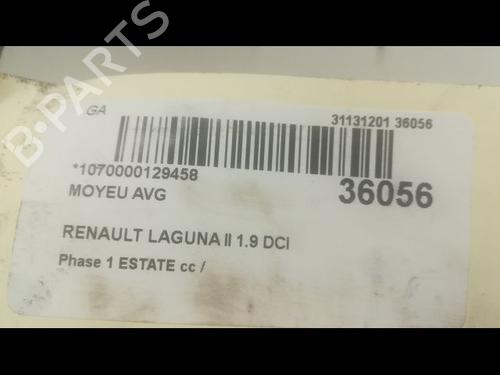 B-PARTS
GA
31131201 36056
*1070000129458
36056
MOYEU AVG
RENAULT LAGUNA II 1.9 DCI
Phase 1 ESTATE cc /